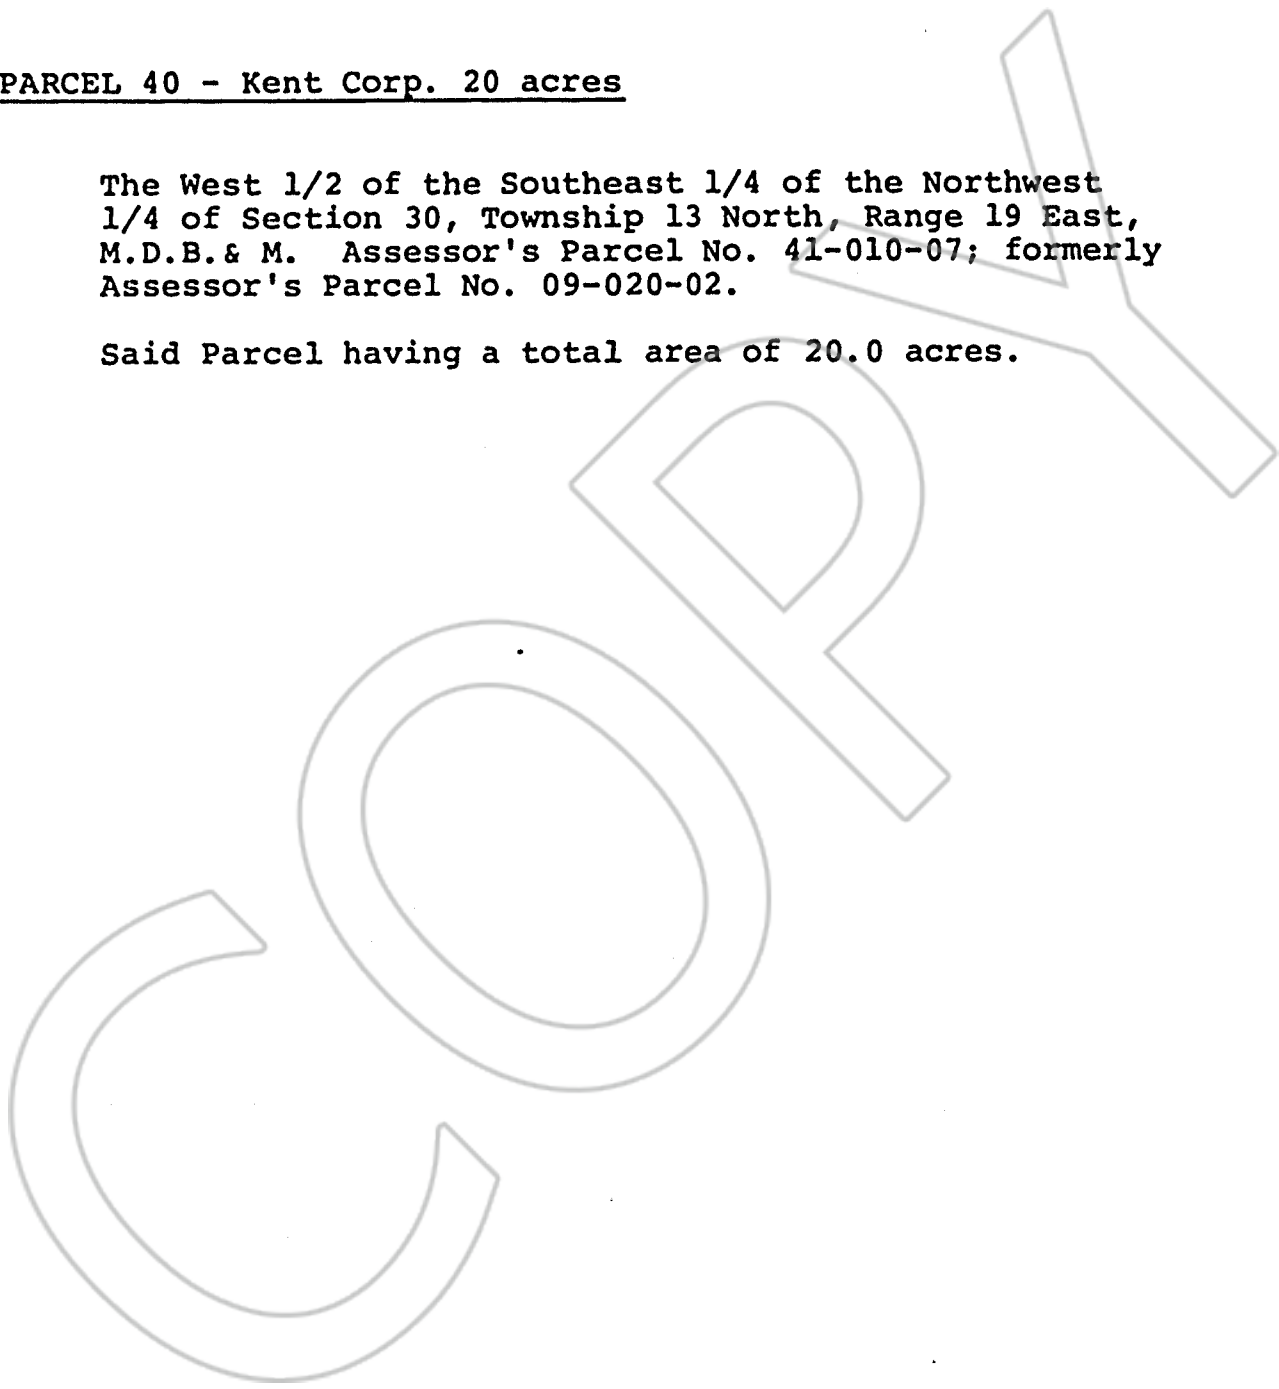 PARCEL 40 - Kent Corp. 20 acres
The West 1/2 of the Southeast 1/4 of the Northwest
1/4 of Section 30, Township 13 North, Range 19 East,
M.D.B.& M. Assessor's Parcel No. 41-010-07; formerly
Assessor's Parcel No. 09-020-02.
Said Parcel having a total area of 20.0 acres.
COPY